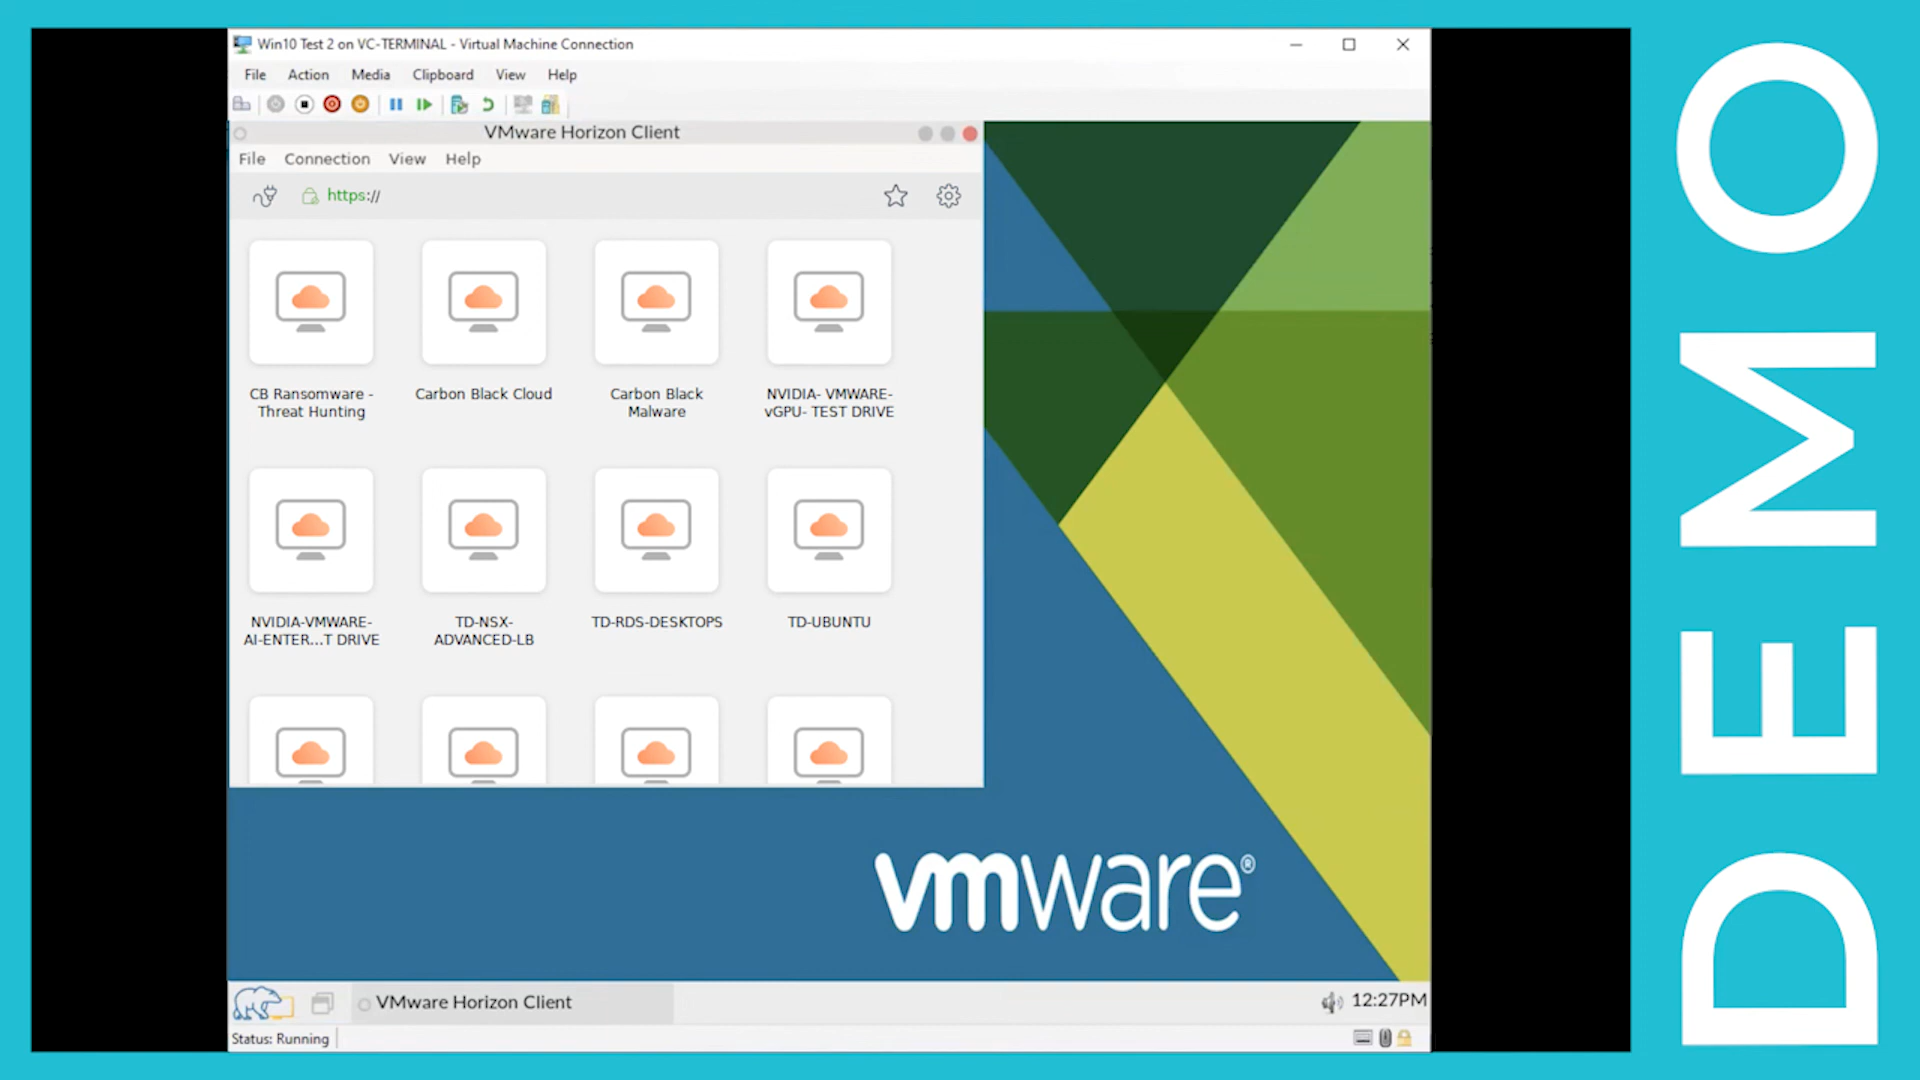 Win10 Test 2 on VC-TERMINAL - Virtual Machine Connection
File Action Media Clipboard View Help
VMware Horizon Client
File Connection View Help
https://
CB Ransomware -
Threat Hunting
Carbon Black Cloud
Carbon Black
Malware
NVIDIA- VMWARE-
vGPU- TEST DRIVE
NVIDIA-VMWARE-
AI-ENTER...T DRIVE
TD-NSX-
ADVANCED-LB
TD-RDS-DESKTOPS
TD-UBUNTU
vmware®
VMware Horizon Client
12:27PM
Status: Running
DEMO